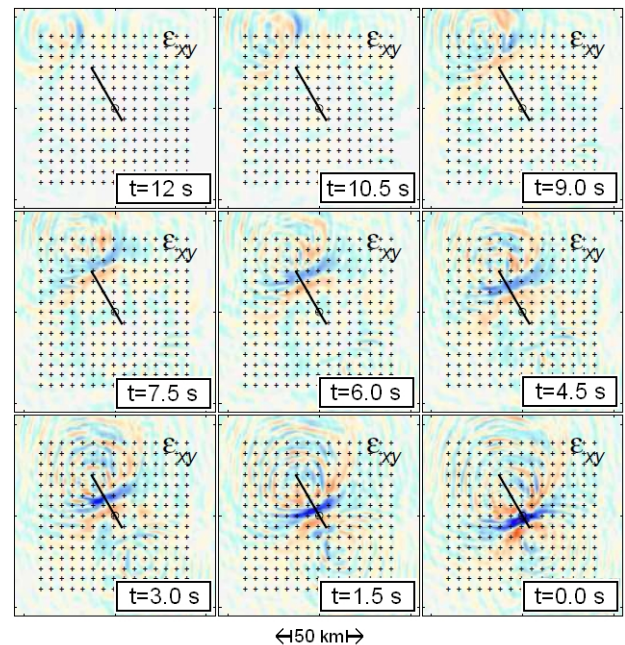 εxy εxy εxy
t=12 s t=10.5 s t=9.0 s
εxy εxy εxy
t=7.5 s t=6.0 s t=4.5 s
εxy εxy εxy
t=3.0 s t=1.5 s t=0.0 s
50 km